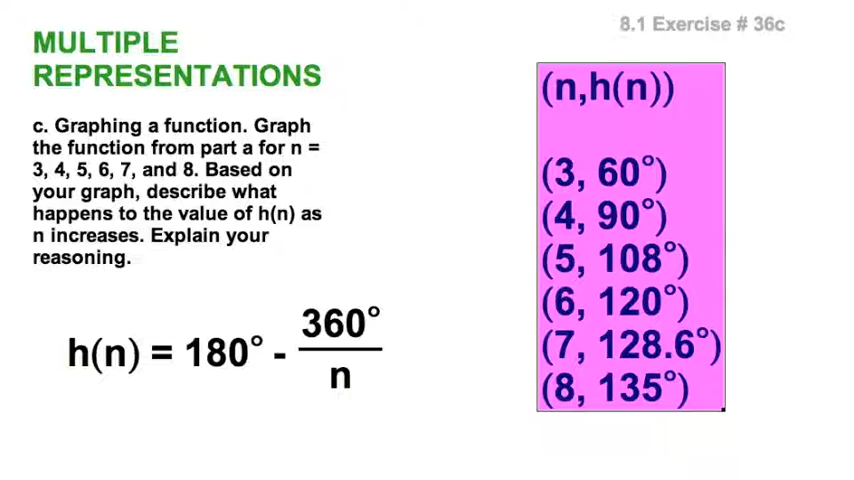 8.1 Exercise # 36c
MULTIPLE
REPRESENTATIONS
c. Graphing a function. Graph
the function from part a for n =
3, 4, 5, 6, 7, and 8. Based on
your graph, describe what
happens to the value of h(n) as
n increases. Explain your
reasoning.
h(n) = 180° - 360°
n
(n,h(n))
(3, 60°)
(4, 90°)
(5, 108°)
(6, 120°)
(7, 128.6°)
(8, 135°)